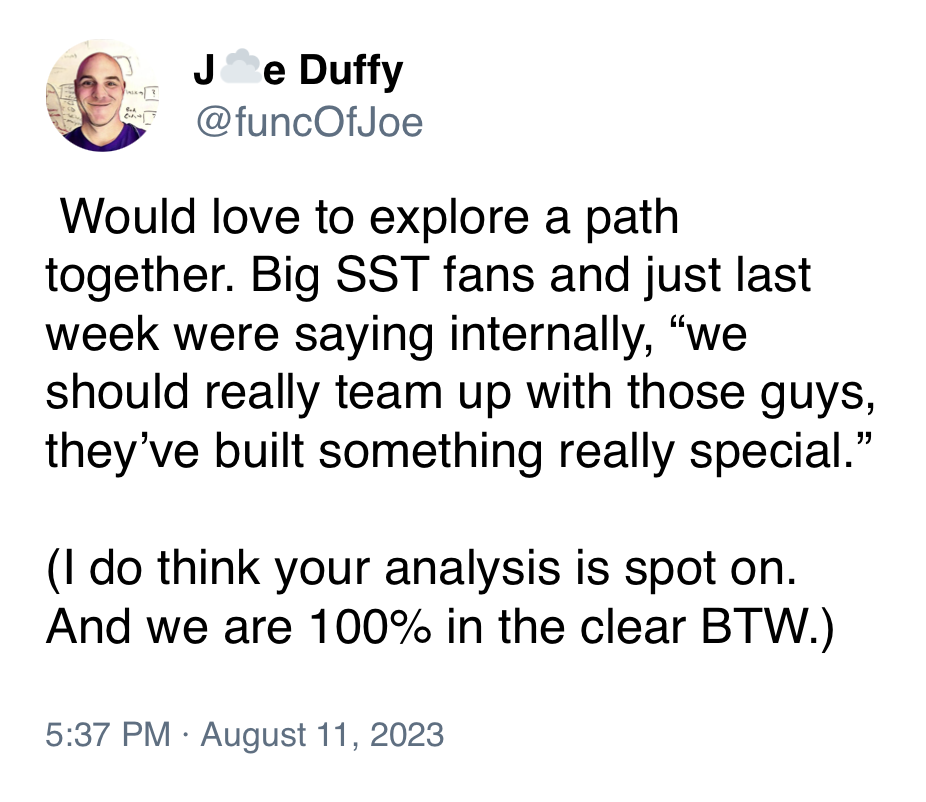 J☁️e Duffy
@funcOfJoe
Would love to explore a path
together. Big SST fans and just last
week were saying internally, “we
should really team up with those guys,
they’ve built something really special.”
(I do think your analysis is spot on.
And we are 100% in the clear BTW.)
5:37 PM · August 11, 2023